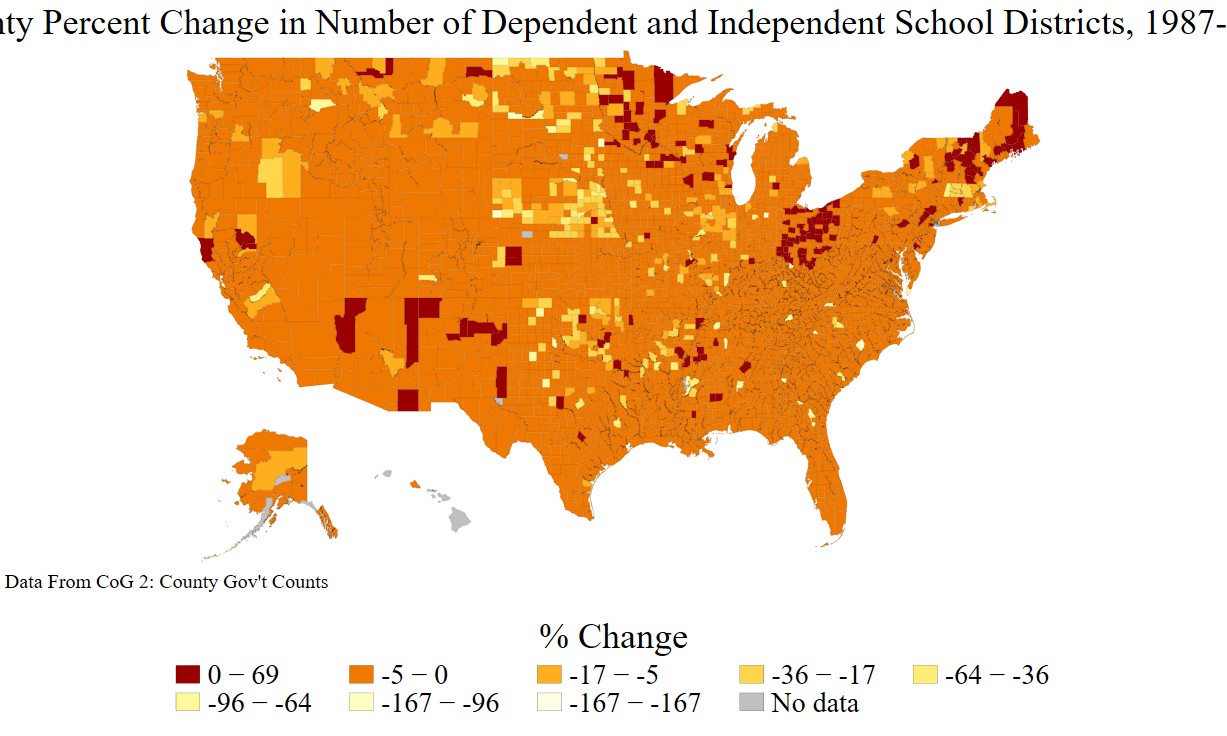 nty Percent Change in Number of Dependent and Independent School Districts, 1987-
Data From CoG 2: County Gov't Counts
% Change
0 – 69
-5 – 0
-17 – -5
-36 – -17
-64 – -36
-96 – -64
-167 – -96
-167 – -167
No data